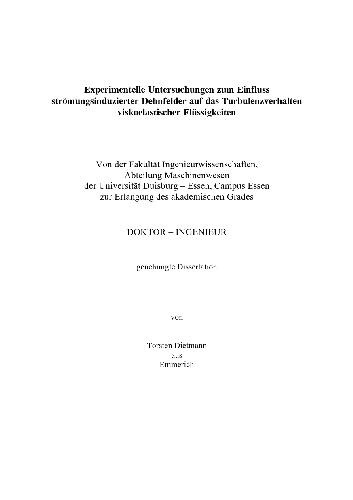 Experimentelle Untersuchungen zum Einfluss
strömungsinduzierter Dehnfelder auf das Turbulenzverhalten
viskoelastischer Flüssigkeiten
Von der Fakultät Ingenieurwissenschaften,
Abteilung Maschinenwesen
der Universität Duisburg – Essen, Campus Essen
zur Erlangung des akademischen Grades
DOKTOR – INGENIEUR
genehmigte Dissertation
von
Torsten Dietmann
aus
Emmerich